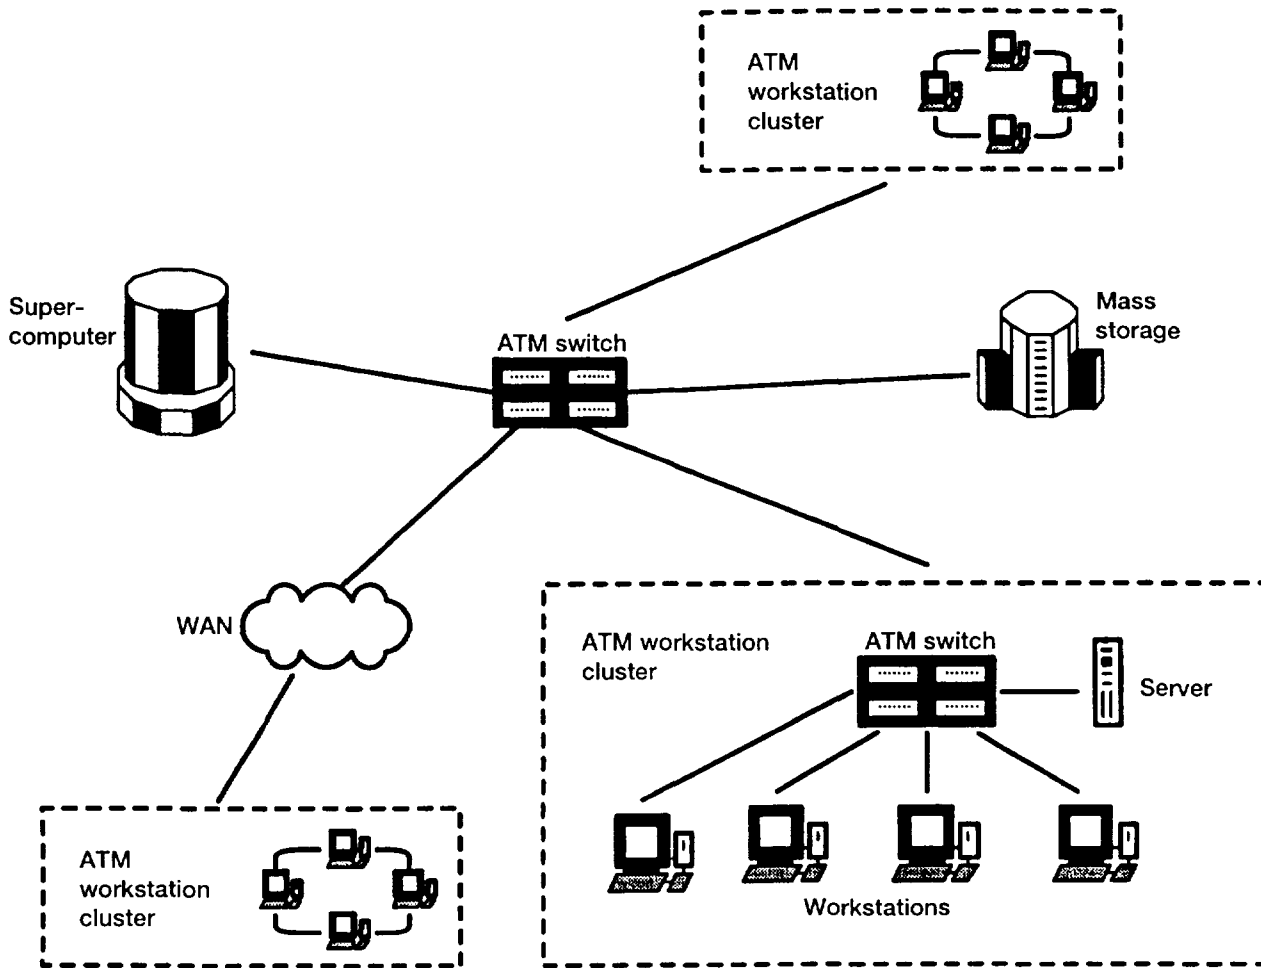 ATM
workstation
cluster
Super-
computer
ATM switch
Mass
storage
WAN
ATM workstation
cluster
ATM switch
Server
Workstations
ATM
workstation
cluster